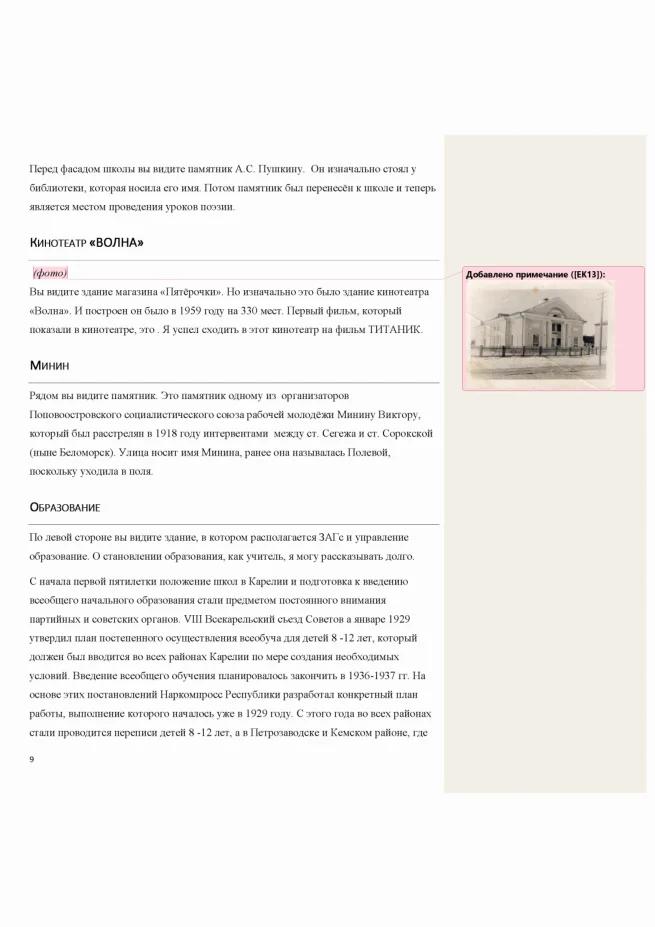 Перед фасадом школы вы видите памятник А.С. Пушкину.  Он изначально стоял у
библиотеки, которая носила его имя. Потом памятник был перенесён к школе и теперь
является местом проведения уроков поэзии.
Кинотеатр «ВОЛНА»
(фото)
Добавлено примечание ([EK13]):
Вы видите здание магазина «Пятёрочки». Но изначально это было здание кинотеатра
«Волна». И построен он было в 1959 году на 330 мест. Первый фильм, который
показали в кинотеатре, это . Я успел сходить в этот кинотеатр на фильм ТИТАНИК.
Минин
Рядом вы видите памятник. Это памятник одному из  организаторов
Поповоостровского социалистического союза рабочей молодёжи Минину Виктору,
который был расстрелян в 1918 году интервентами  между ст. Сегежа и ст. Сорокской
(ныне Беломорск). Улица носит имя Минина, ранее она называлась Полевой,
поскольку уходила в поля.
Образование
По левой стороне вы видите здание, в котором располагается ЗАГс и управление
образование. О становлении образования, как учитель, я могу рассказывать долго.
С начала первой пятилетки положение школ в Карелии и подготовка к введению
всеобщего начального образования стали предметом постоянного внимания
партийных и советских органов. VIII Всекарельский съезд Советов а январе 1929
утвердил план постепенного осуществления всеобуча для детей 8 -12 лет, который
должен был вводится во всех районах Карелии по мере создания необходимых
условий. Введение всеобщего обучения планировалось закончить в 1936-1937 гг. На
основе этих постановлений Наркомпросс Республики разработал конкретный план
работы, выполнение которого началось уже в 1929 году. С этого года во всех районах
стали проводится переписи детей 8 -12 лет, а в Петрозаводске и Кемском районе, где
9